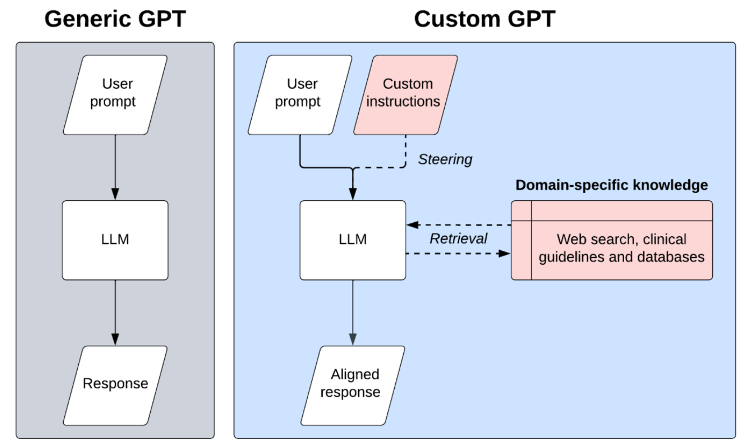 Generic GPT
User
prompt
LLM
Response
Custom GPT
User
prompt
Custom
instructions
Steering
Domain-specific knowledge
LLM
Retrieval
Web search, clinical
guidelines and databases
Aligned
response